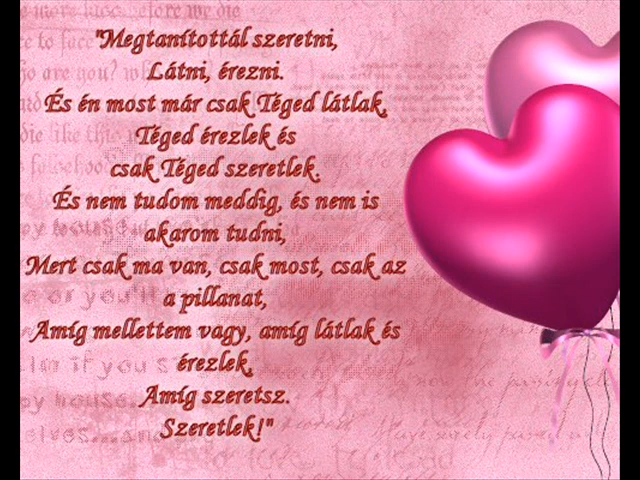 "Megtanítottál szeretni,
Látni, érezni.
És én most már csak Téged látlak,
Téged érezlek és
csak Téged szeretlek.
És nem tudom meddig, és nem is
akarom tudni,
Mert csak ma van, csak most, csak az
a pillanat,
Amíg mellettem vagy, amíg látlak és
érezlek,
Amíg szeretsz.
Szeretlek!"